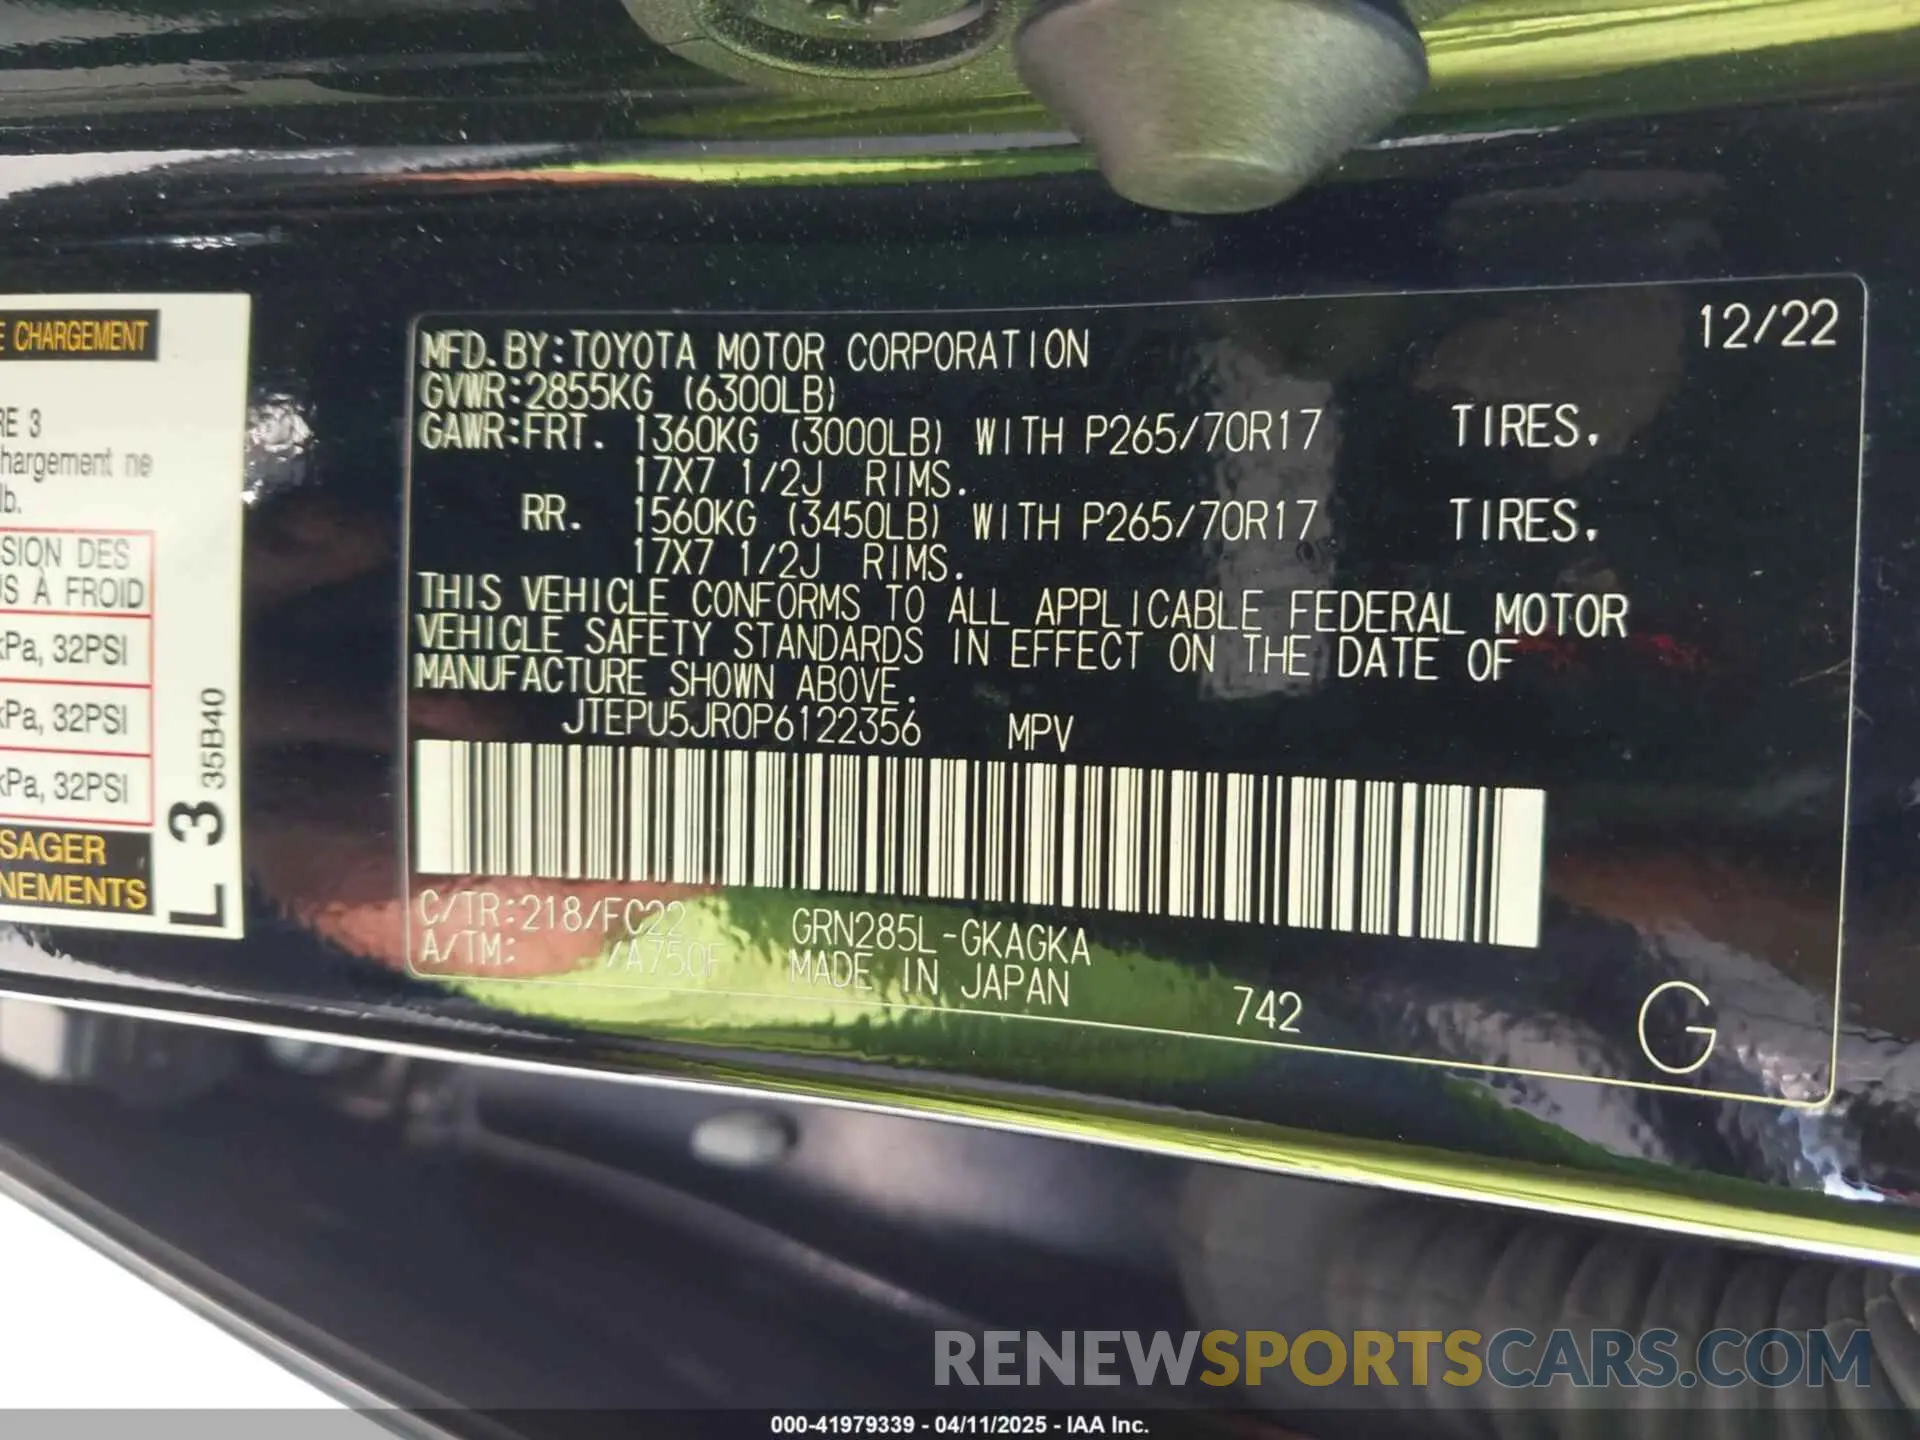 E CHARGEMENT
RE 3
hargement ne
lb.
SION DES
US À FROID
kPa, 32PSI
kPa, 32PSI
kPa, 32PSI
SAGER
NEMENTS
L 3 35B40
12/22
MFD.BY:TOYOTA MOTOR CORPORATION
GVWR:2855KG (6300LB)
GAWR:FRT. 1360KG (3000LB) WITH P265/70R17 TIRES.
17X7 1/2J RIMS.
RR. 1560KG (3450LB) WITH P265/70R17 TIRES.
17X7 1/2J RIMS.
THIS VEHICLE CONFORMS TO ALL APPLICABLE FEDERAL MOTOR
VEHICLE SAFETY STANDARDS IN EFFECT ON THE DATE OF
MANUFACTURE SHOWN ABOVE.
JTEPU5JR0P6122356 MPV
C/TR:218/FC22 GRN285L-GKAGKA
A/TM: /A750F MADE IN JAPAN
742
G
RENEWSPORTSCARS.COM
000-41979339 - 04/11/2025 - IAA Inc.